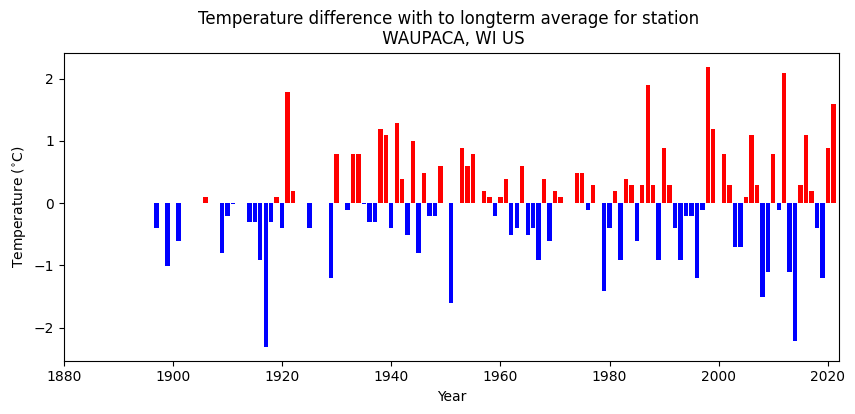 Temperature difference with to longterm average for station
WAUPACA, WI US
Temperature (°C)
2
1
0
−1
−2
1880 1900 1920 1940 1960 1980 2000 2020
Year